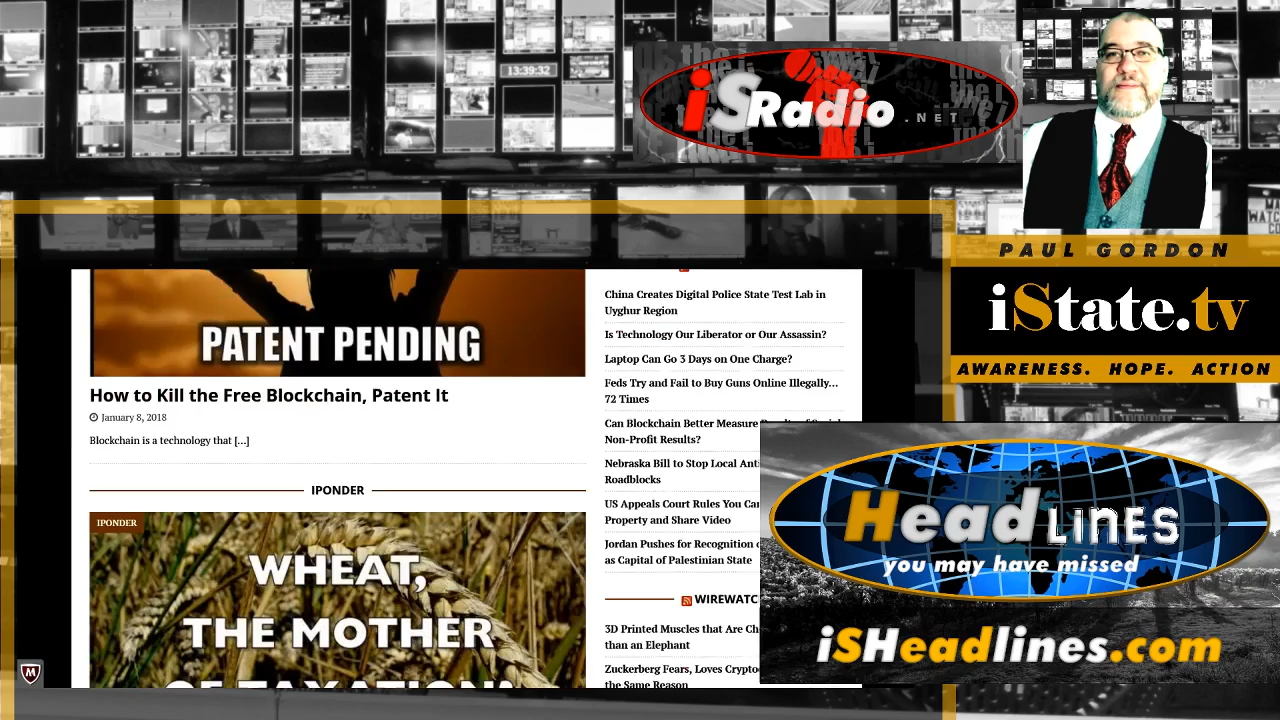 13:39:32
iSRadio
.NET
PAUL GORDON
iState.tv
AWARENESS. HOPE. ACTION
PATENT PENDING
How to Kill the Free Blockchain, Patent It
January 8, 2018
Blockchain is a technology that [...]
IPONDER
IPONDER
WHEAT,
THE MOTHER
OF TAXATION!
China Creates Digital Police State Test Lab in
Uyghur Region
Is Technology Our Liberator or Our Assassin?
Laptop Can Go 3 Days on One Charge?
Feds Try and Fail to Buy Guns Online Illegally…
72 Times
Can Blockchain Better Measure
Non-Profit Results?
Nebraska Bill to Stop Local
Roadblocks
US Appeals Court Rules You
Property and Share Video
Jordan Pushes for Recognition
as Capital of Palestinian State
WIREWATC
3D Printed Muscles that Are
than an Elephant
Zuckerberg Fears, Loves
the Same Reason
HeadLINES
you may have missed
iSHeadlines.com